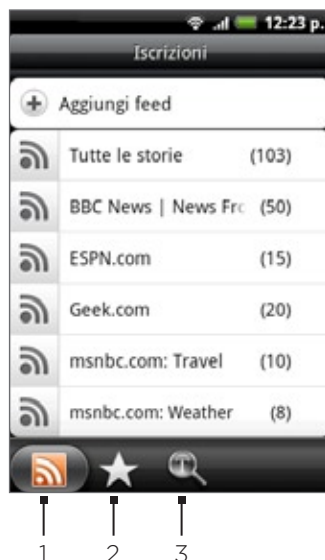 12:23 p.
Iscrizioni
Aggiungi feed
Tutte le storie (103)
BBC News | News Fro (50)
ESPN.com (15)
Geek.com (20)
msnbc.com: Travel (10)
msnbc.com: Weather (8)
T
1 2 3